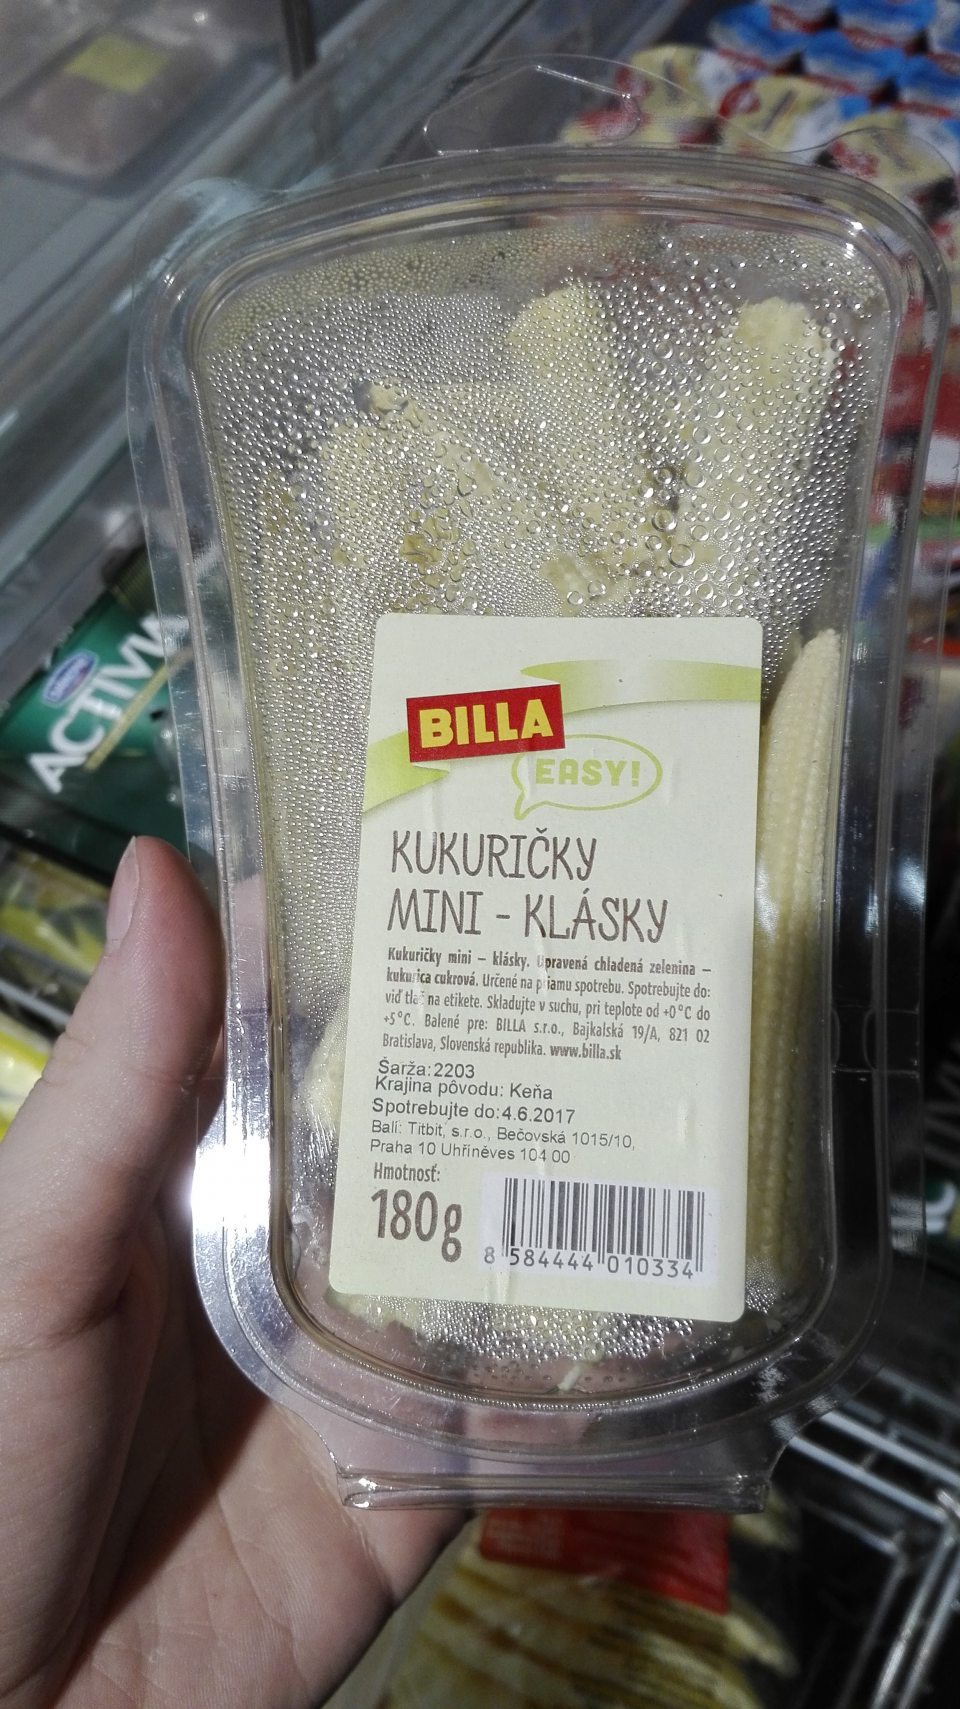 ACTIVIA
BILLA
EASY!
KUKURIČKY
MINI - KLÁSKY
Kukuričky mini – klásky. Upravená chladená zelenina –
kukurica cukrová. Určené na priamu spotrebu. Spotrebujte do:
viď tlač na etikete. Skladujte v suchu, pri teplote od +0°C do
+5°C. Balené pre: BILLA s.r.o., Bajkalská 19/A, 821 02
Bratislava, Slovenská republika. www.billa.sk
Šarža:2203
Krajina pôvodu: Keňa
Spotrebujte do:4.6.2017
Balí: Titbit, s.r.o., Bečovská 1015/10,
Praha 10 Uhříněves 104 00
Hmotnosť:
180g
8 584444 010334